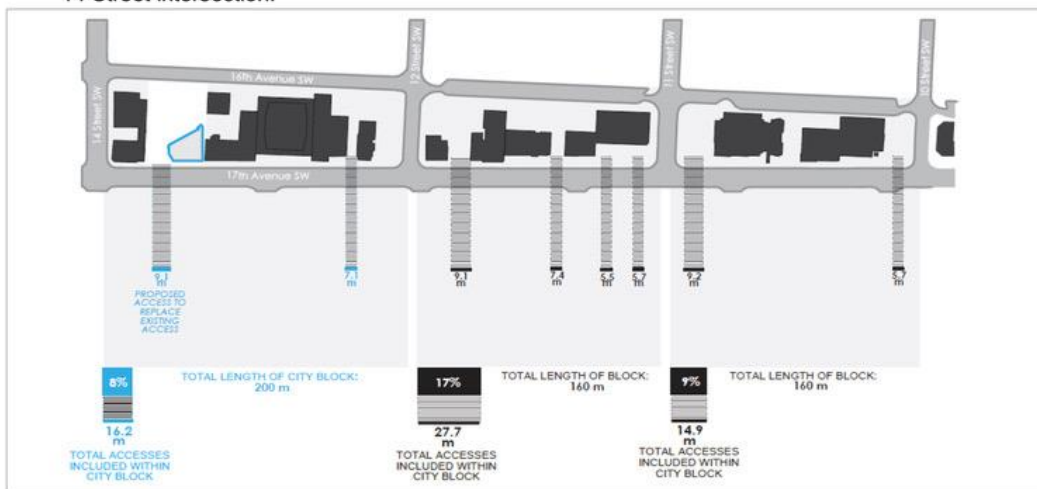 14 Street intersection.
16th Avenue SW
14 Street SW
12 Street SW
11 Street SW
10 Street SW
17th Avenue SW
9.1
m
PROPOSED
ACCESS TO
REPLACE
EXISTING
ACCESS
7.1
m
9.1
m
7.4
m
5.5
m
5.7
m
9.2
m
5.7
m
8%
TOTAL LENGTH OF CITY BLOCK:
200 m
16.2
m
TOTAL ACCESSES
INCLUDED WITHIN
CITY BLOCK
17%
TOTAL LENGTH OF BLOCK:
160 m
27.7
m
TOTAL ACCESSES
INCLUDED WITHIN
CITY BLOCK
9%
TOTAL LENGTH OF BLOCK:
160 m
14.9
m
TOTAL ACCESSES
INCLUDED WITHIN
CITY BLOCK